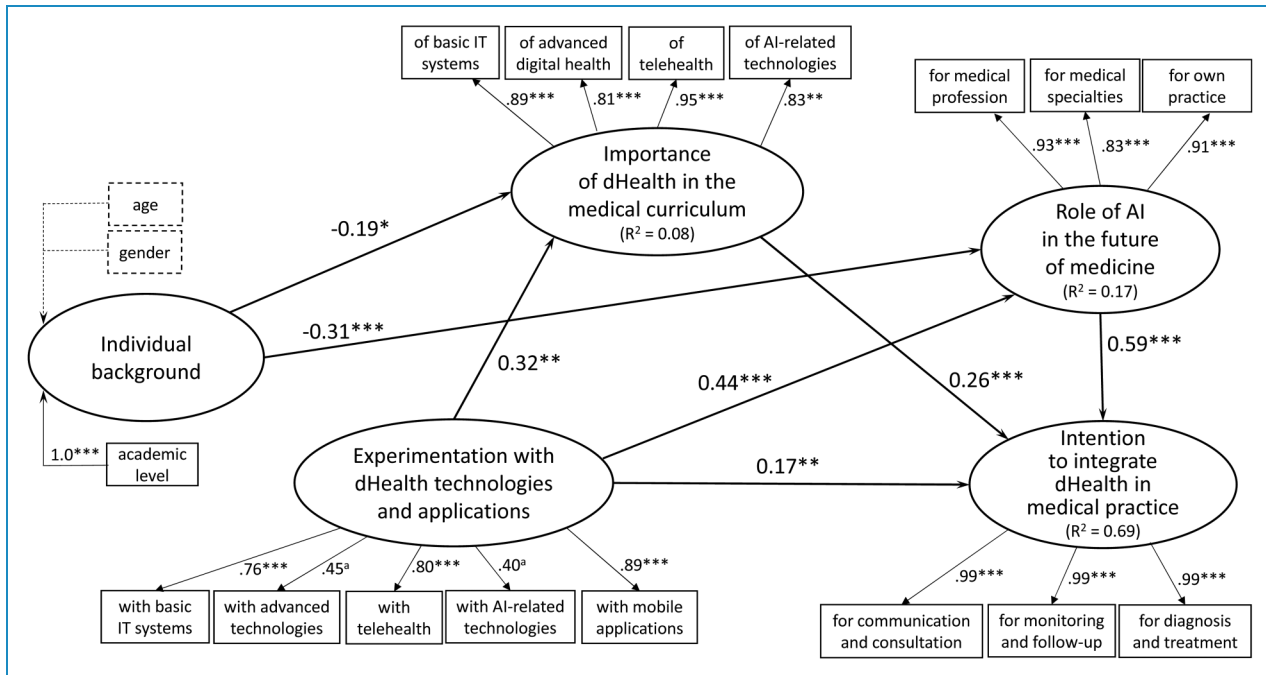 of basic IT
systems
of advanced
digital health
of
telehealth
of AI-related
technologies
.89***
.81***
.95***
.83**
for medical
profession
for medical
specialties
for own
practice
.93***
.83***
.91***
Importance
of dHealth in the
medical curriculum
(R² = 0.08)
Role of AI
in the future
of medicine
(R² = 0.17)
age
gender
-0.19*
-0.31***
Individual
background
0.32**
0.44***
0.26***
0.59***
1.0***
academic
level
Experimentation with
dHealth technologies
and applications
0.17**
Intention
to integrate
dHealth in
medical practice
(R² = 0.69)
.76***
.45ᵃ
.80***
.40ᵃ
.89***
with basic
IT systems
with advanced
technologies
with
telehealth
with AI-related
technologies
with mobile
applications
.99***
.99***
.99***
for communication
and consultation
for monitoring
and follow-up
for diagnosis
and treatment